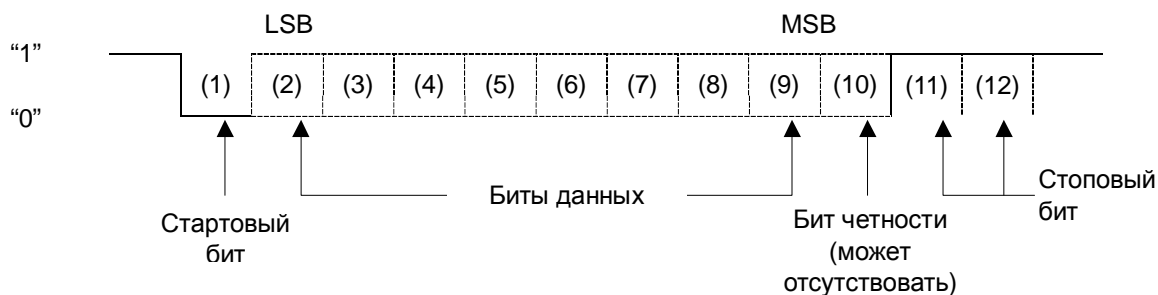 LSB MSB
“1”
(1) (2) (3) (4) (5) (6) (7) (8) (9) (10) (11) (12)
“0”
Биты данных
Стартовый
бит
Бит четности
(может
отсутствовать)
Стоповый
бит